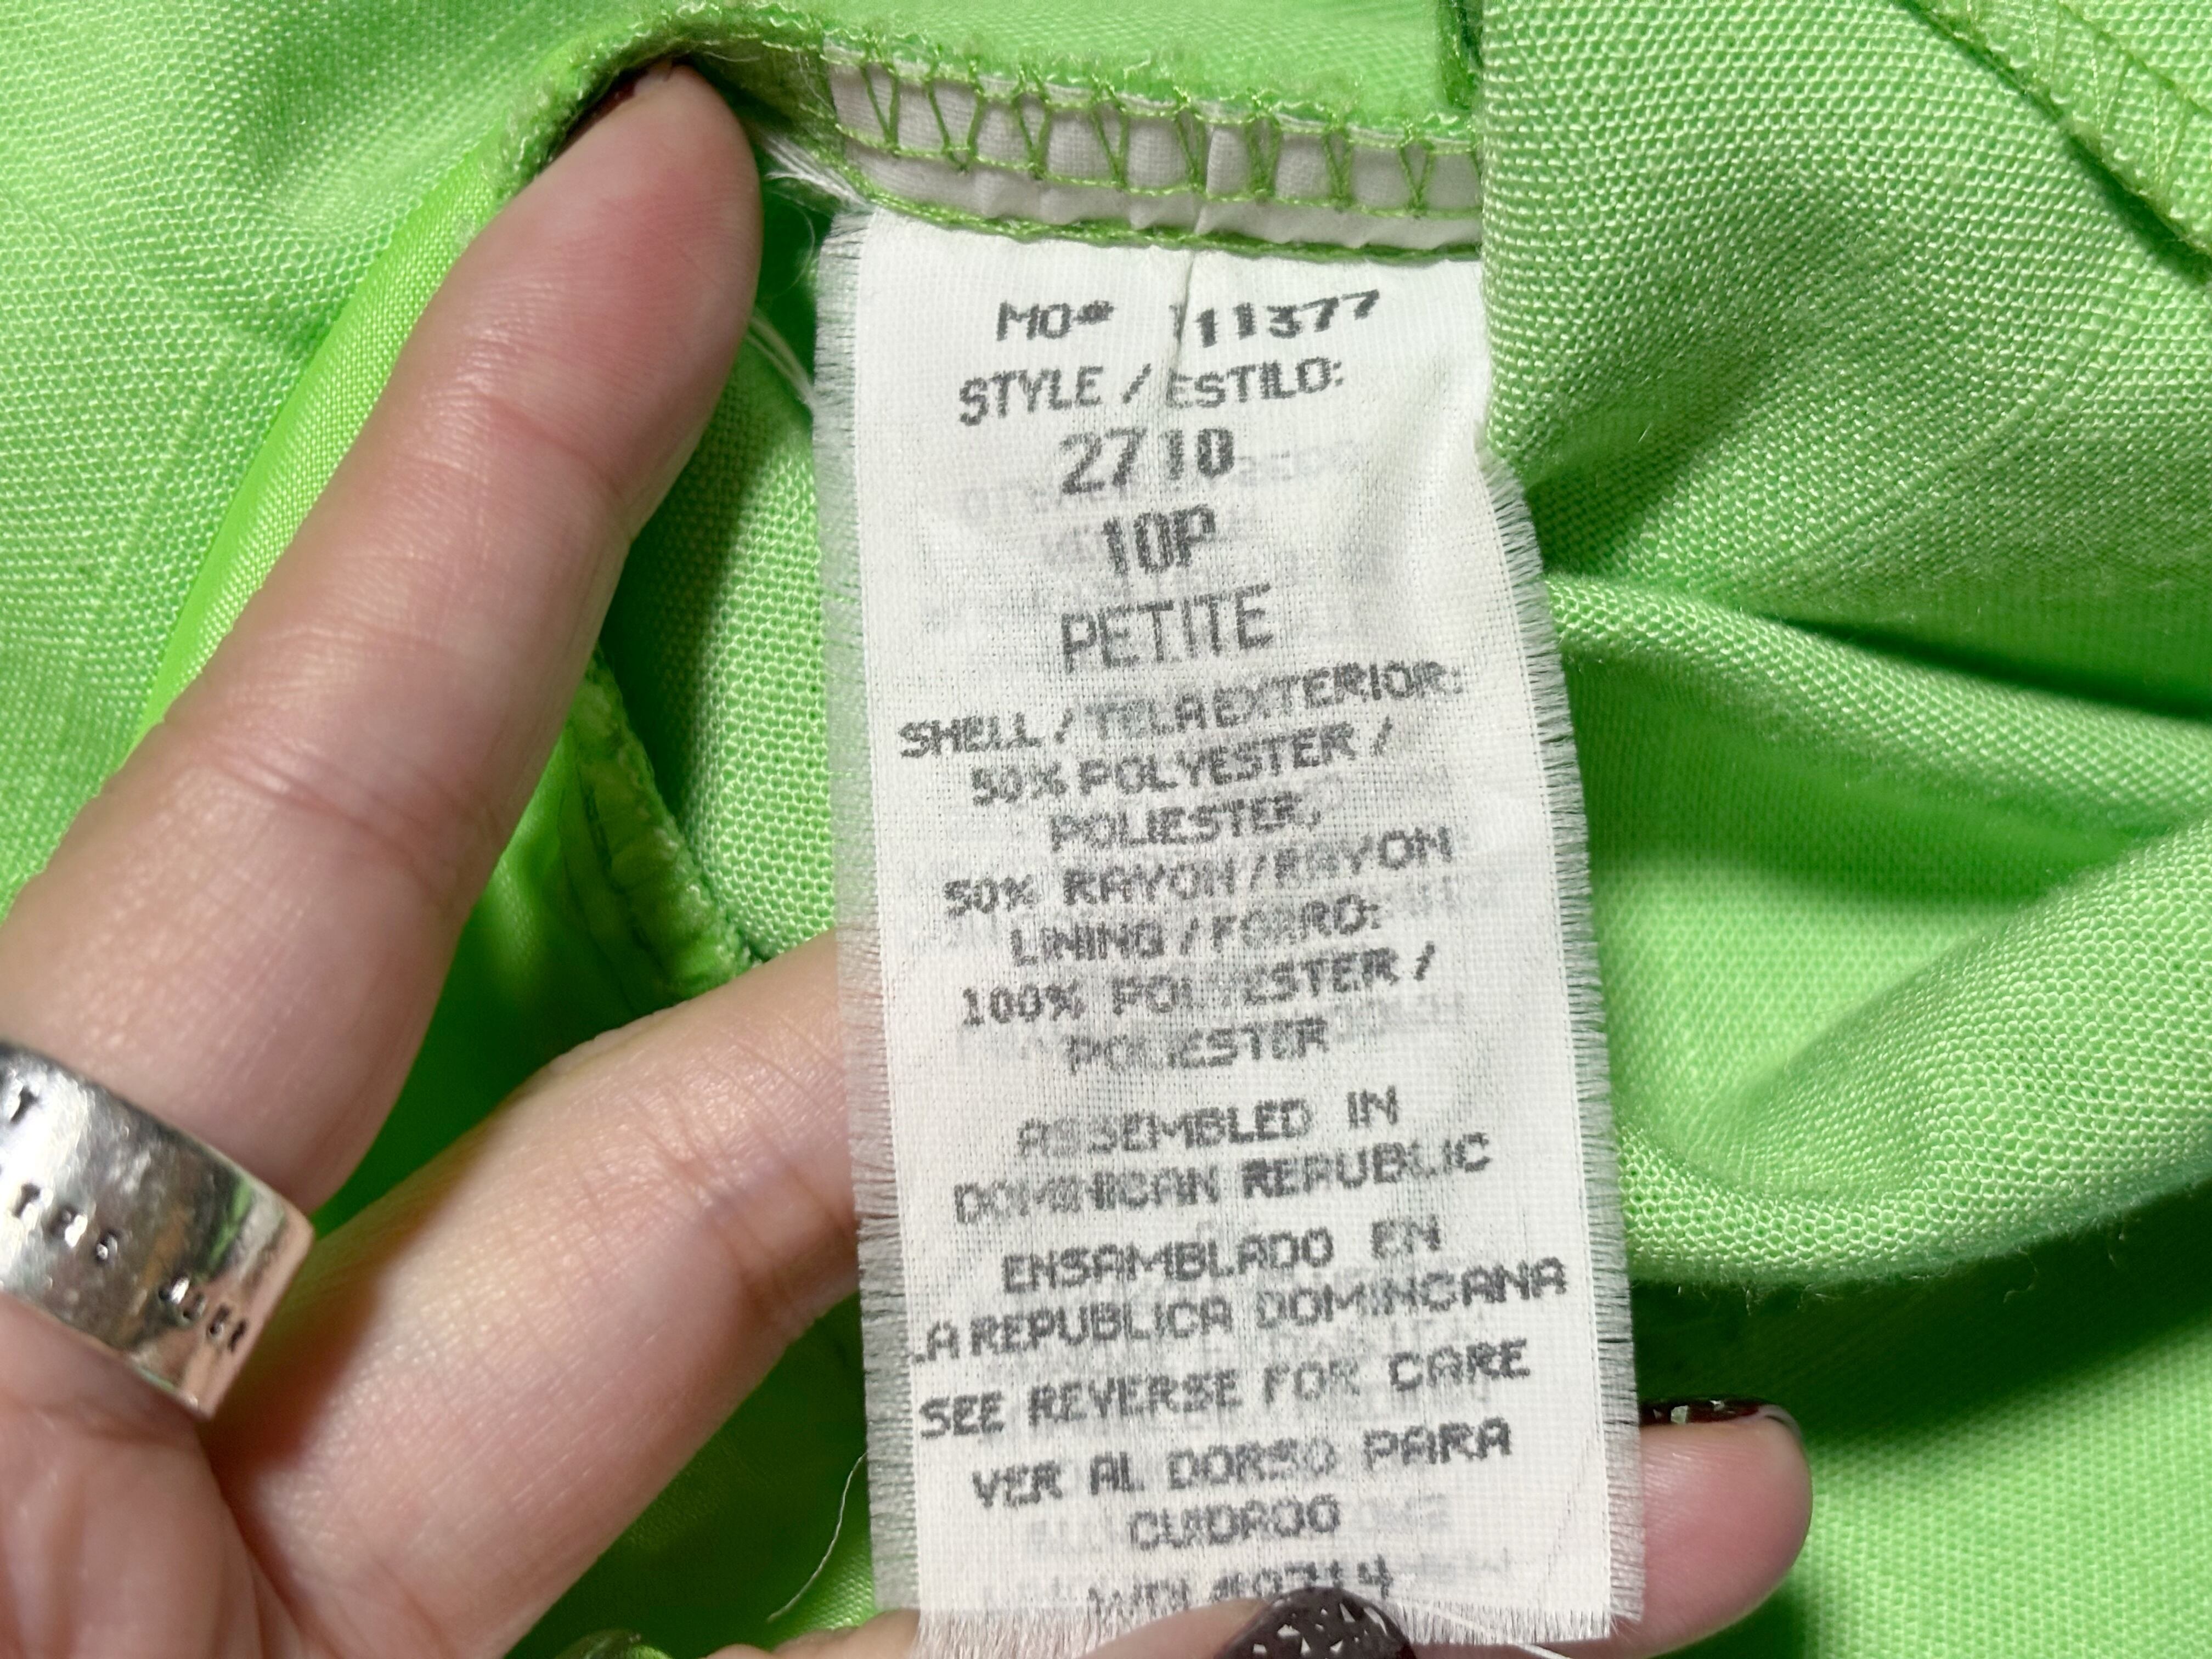 MO# 111377
STYLE / ESTILO:
2710
10P
PETITE
SHELL / TELA EXTERIOR:
50% POLYESTER /
POLIESTER,
50% RAYON / RAYON
LINING / FORRO:
100% POLYESTER /
POLIESTER
ASSEMBLED IN
DOMINICAN REPUBLIC
ENSAMBLADO EN
LA REPUBLICA DOMINICANA
SEE REVERSE FOR CARE
VER AL DORSO PARA
CUIDADO